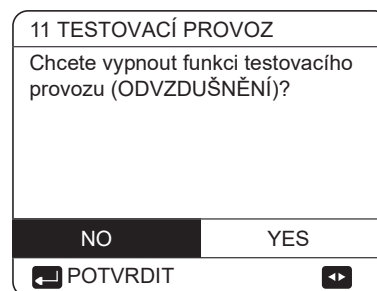 11 TESTOVACÍ PROVOZ
Chcete vypnout funkci testovacího
provozu (ODVZDUŠNĚNÍ)?
NO YES
POTVRDIT